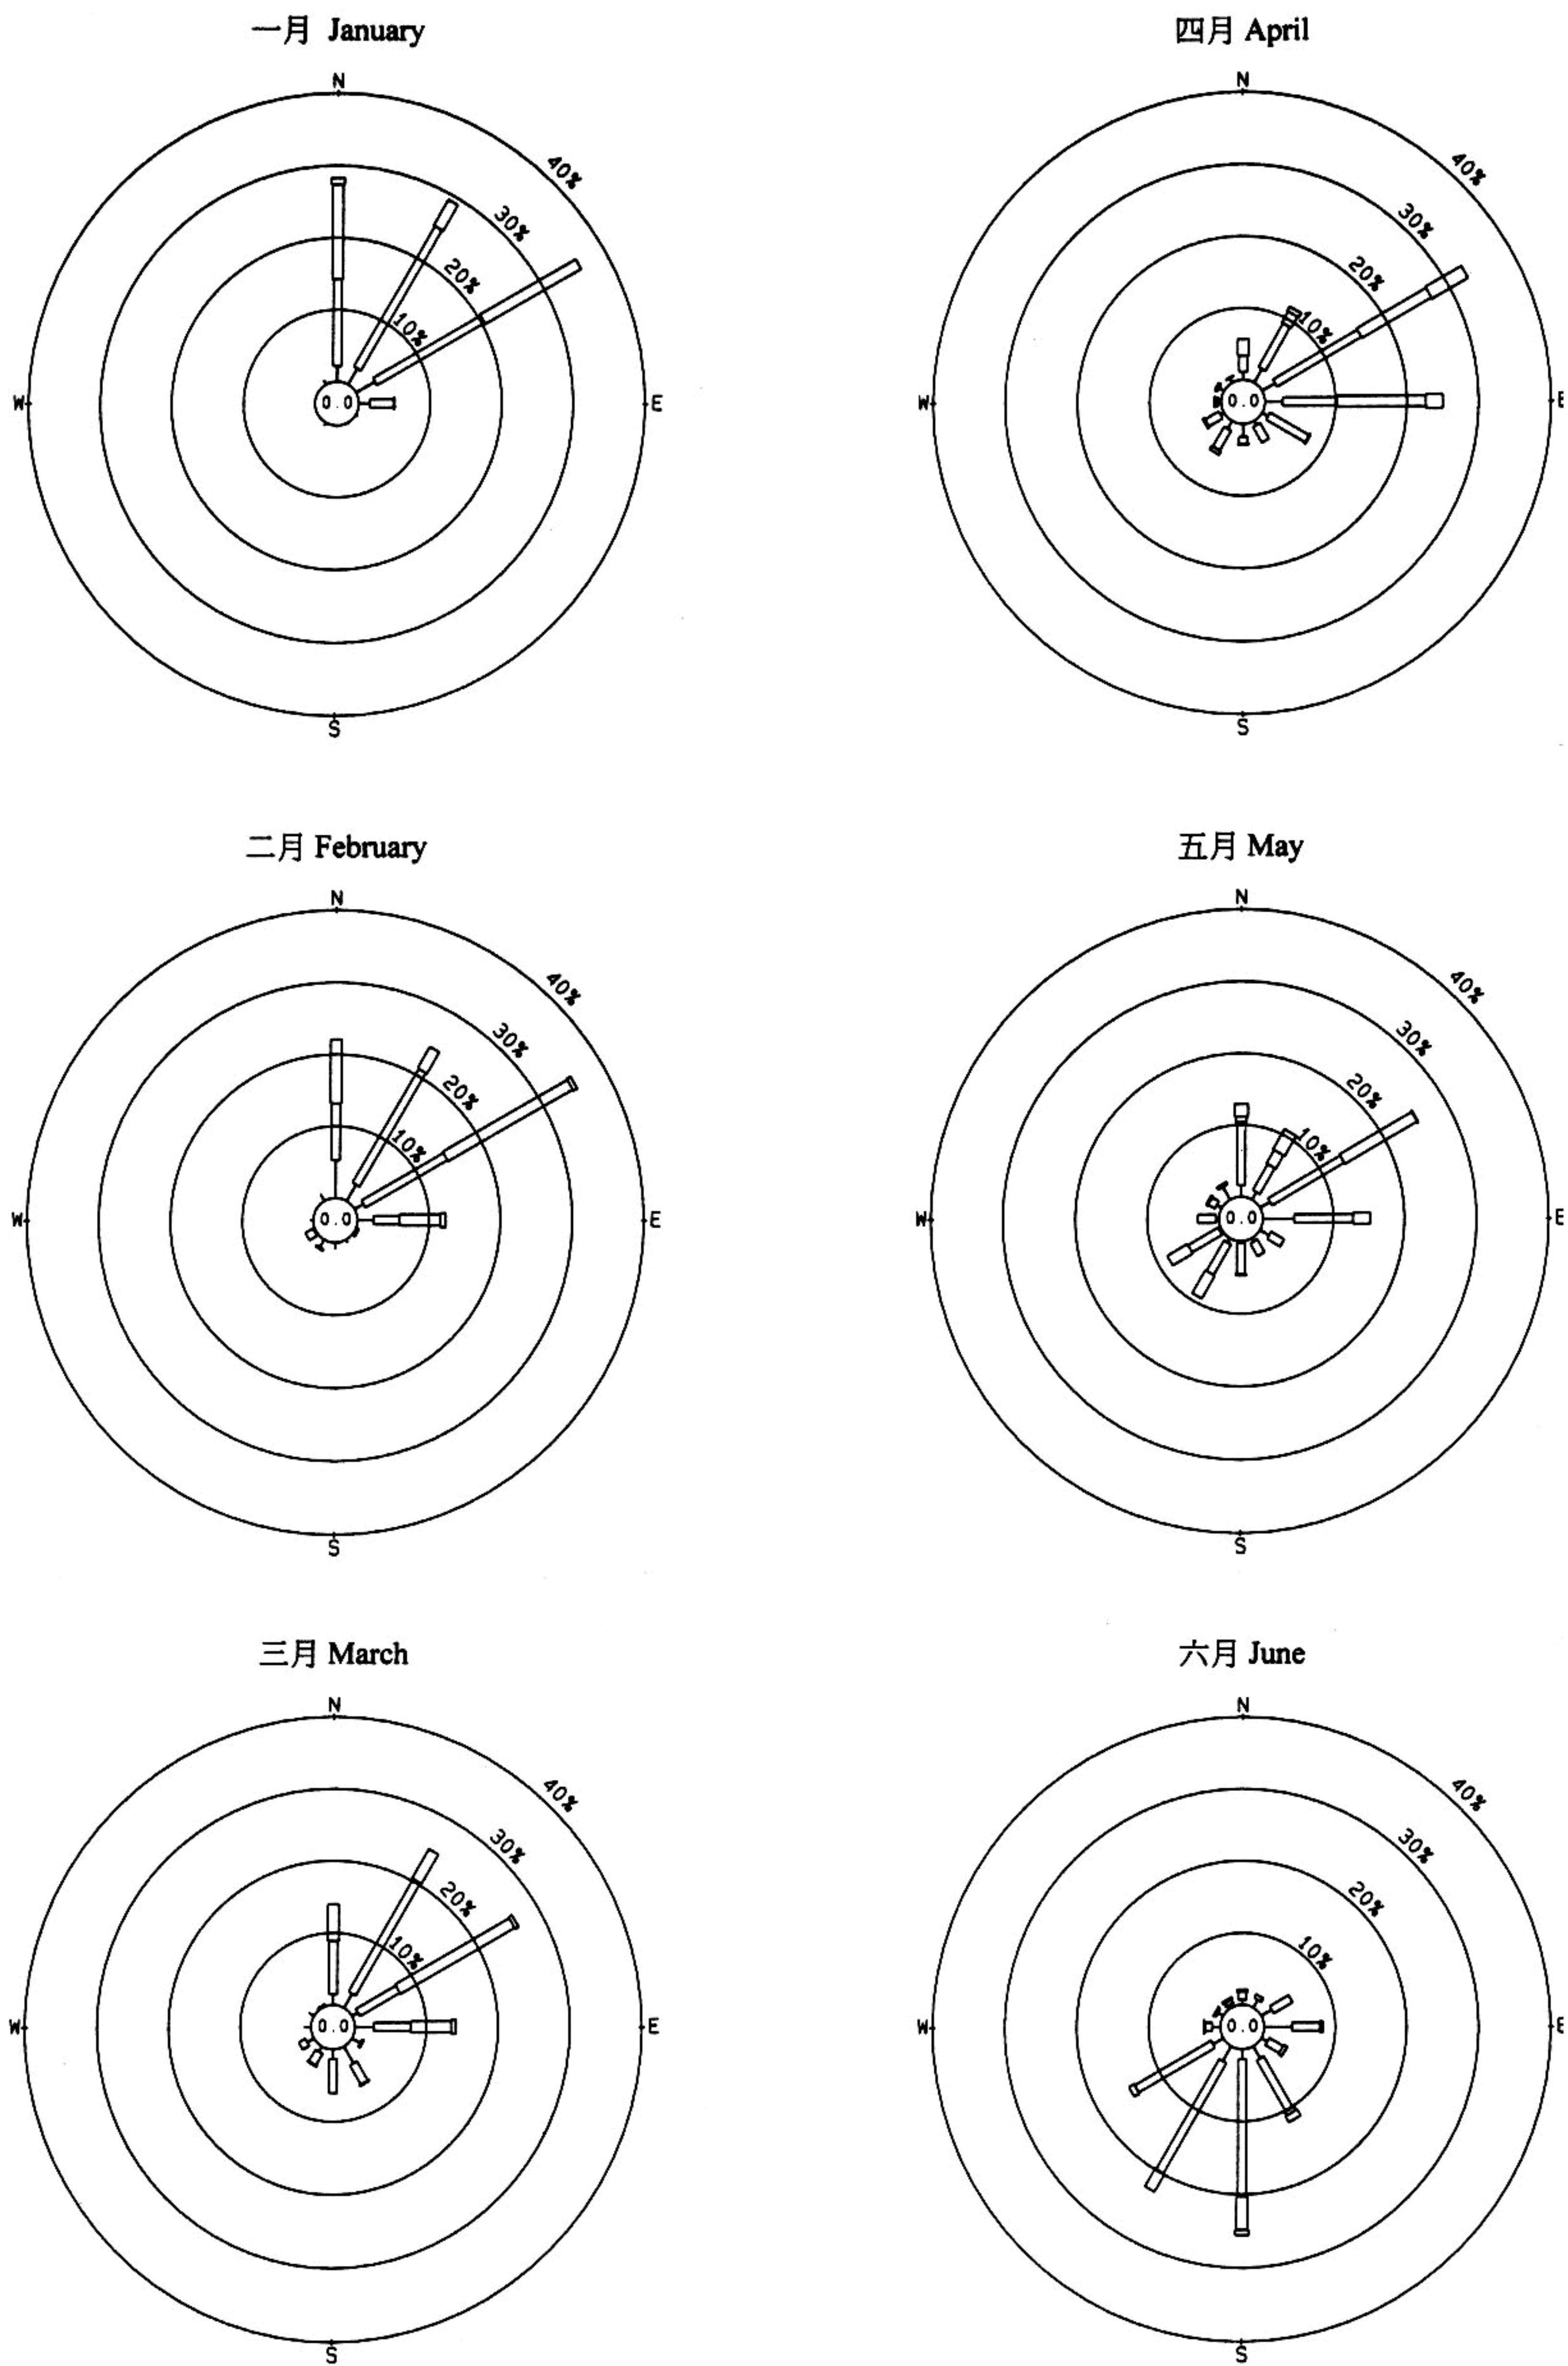 一月 January
N
40%
30%
20%
10%
W
0.0
E
S
四月 April
N
40%
30%
20%
10%
W
0.0
E
S
二月 February
N
40%
30%
20%
10%
W
0.0
E
S
五月 May
N
40%
30%
20%
10%
W
0.0
E
S
三月 March
N
40%
30%
20%
10%
W
0.0
E
S
六月 June
N
40%
30%
20%
10%
W
0.0
E
S